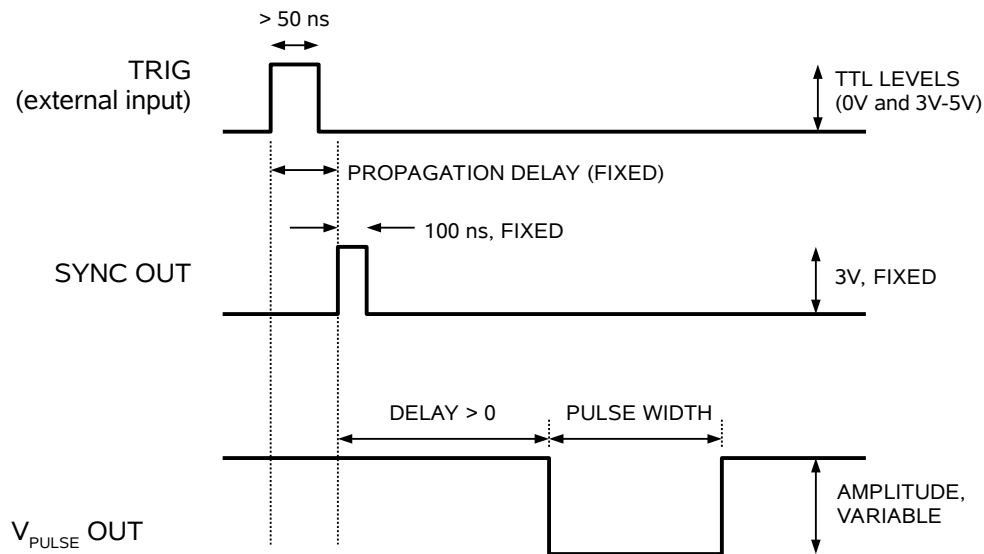 > 50 ns
TRIG
(external input)
TTL LEVELS
(0V and 3V-5V)
PROPAGATION DELAY (FIXED)
100 ns, FIXED
SYNC OUT
3V, FIXED
DELAY > 0
PULSE WIDTH
AMPLITUDE,
VARIABLE
VPULSE OUT